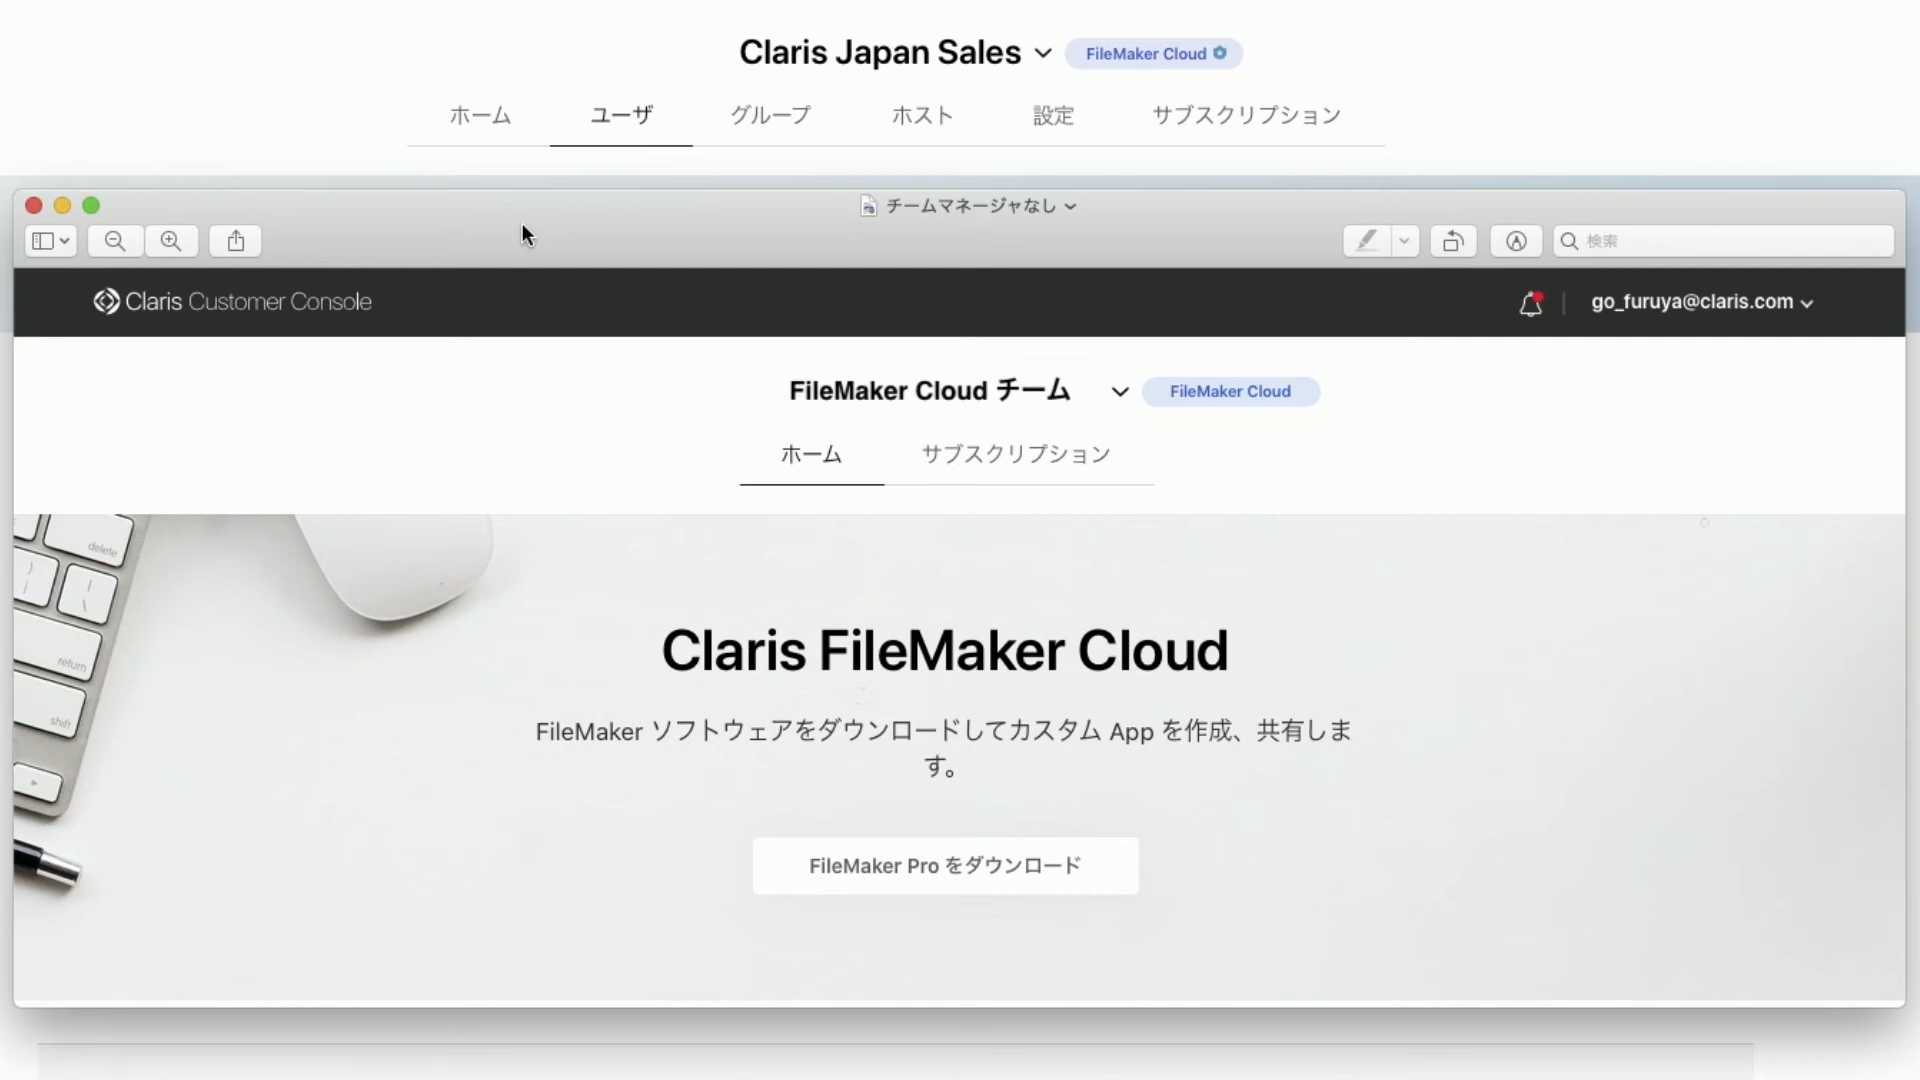 Claris Japan Sales
FileMaker Cloud
ホーム ユーザ グループ ホスト 設定 サブスクリプション
チームマネージャなし
検索
Claris Customer Console
go_furuya@claris.com
FileMaker Cloud チーム
FileMaker Cloud
ホーム サブスクリプション
delete
return
shift
Claris FileMaker Cloud
FileMaker ソフトウェアをダウンロードしてカスタム App を作成、共有しま
す。
FileMaker Pro をダウンロード